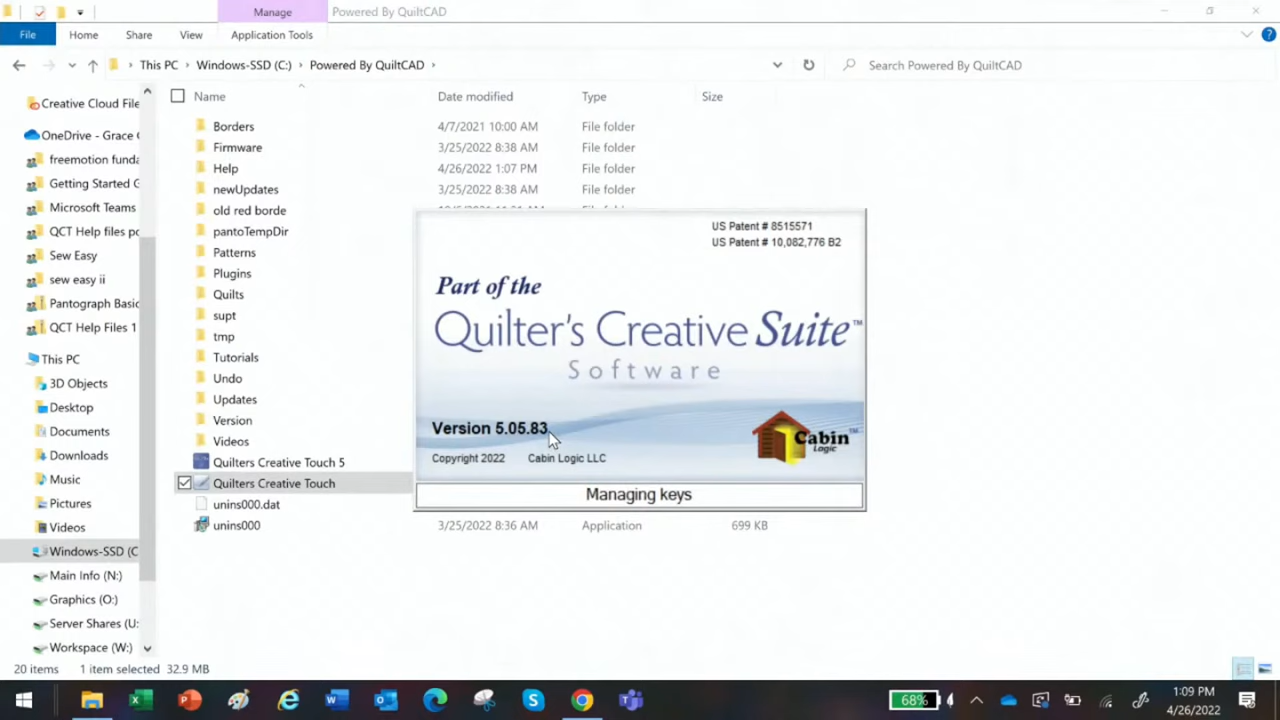 Manage
Powered By QuiltCAD
File
Home
Share
View
Application Tools
This PC
Windows-SSD (C:)
Powered By QuiltCAD
Search Powered By QuiltCAD
Name
Date modified
Type
Size
Creative Cloud File
OneDrive - Grace C
freemotion funda
Getting Started G
Microsoft Teams
QCT Help files po
Sew Easy
sew easy ii
Pantograph Basic
QCT Help Files 1
This PC
3D Objects
Desktop
Documents
Downloads
Music
Pictures
Videos
Windows-SSD (C
Main Info (N:)
Graphics (O:)
Server Shares (U:
Workspace (W:)
Borders 4/7/2021 10:00 AM File folder
Firmware 3/25/2022 8:38 AM File folder
Help 4/26/2022 1:07 PM File folder
newUpdates 3/25/2022 8:38 AM File folder
old red borde
pantoTempDir
Patterns
Plugins
Quilts
supt
tmp
Tutorials
Undo
Updates
Version
Videos
Quilters Creative Touch 5
Quilters Creative Touch
unins000.dat
unins000 3/25/2022 8:36 AM Application 699 KB
US Patent # 8515571
US Patent # 10,082,776 B2
Part of the
Quilter's Creative Suite™
Software
Version 5.05.83
Copyright 2022 Cabin Logic LLC
Cabin™
Logic
Managing keys
20 items 1 item selected 32.9 MB
68%
1:09 PM
4/26/2022